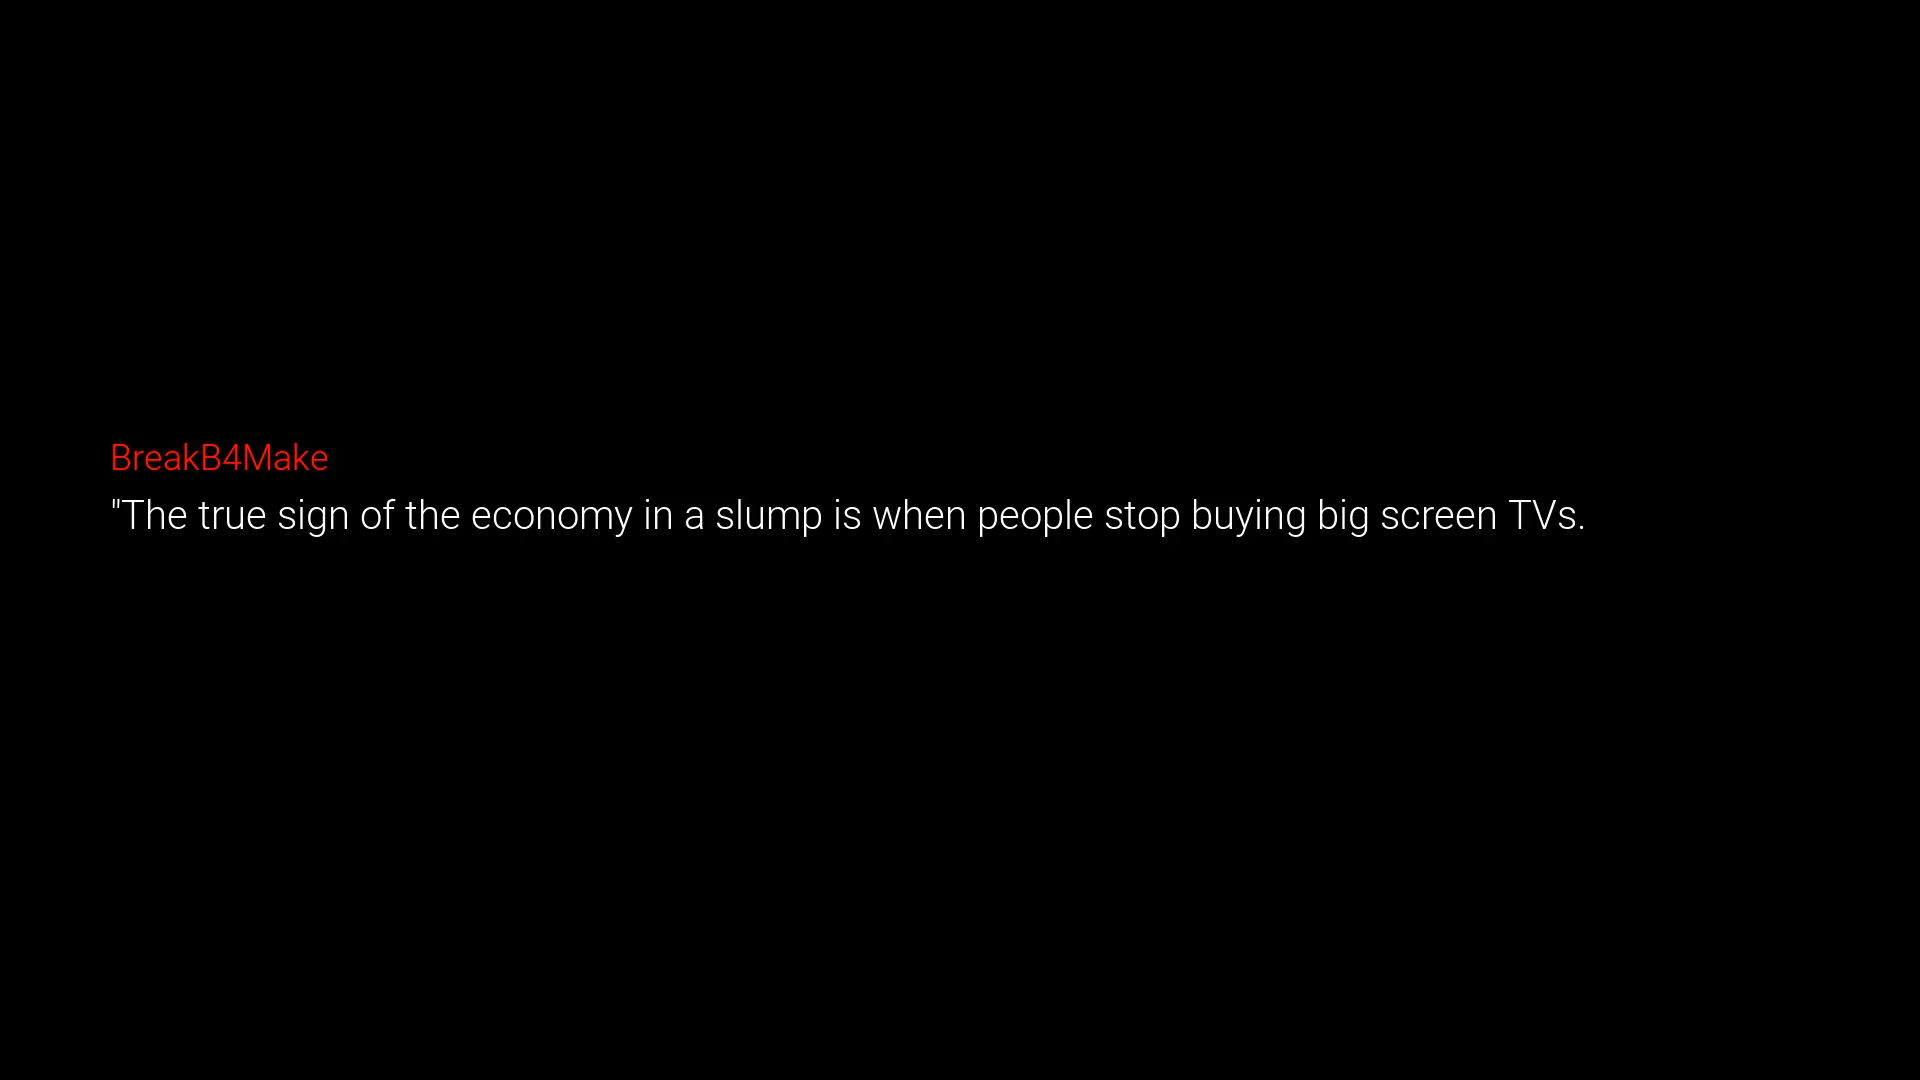 BreakB4Make
"The true sign of the economy in a slump is when people stop buying big screen TVs.